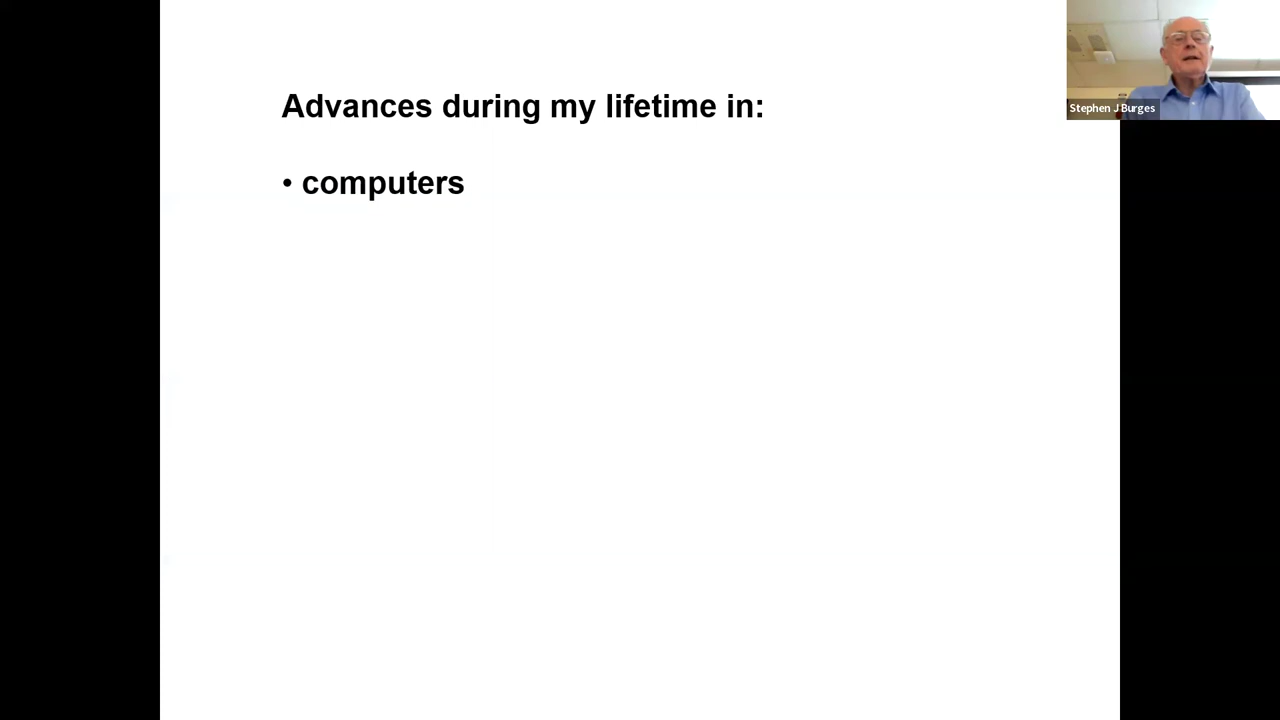 Advances during my lifetime in:
• computers
Stephen J Burges